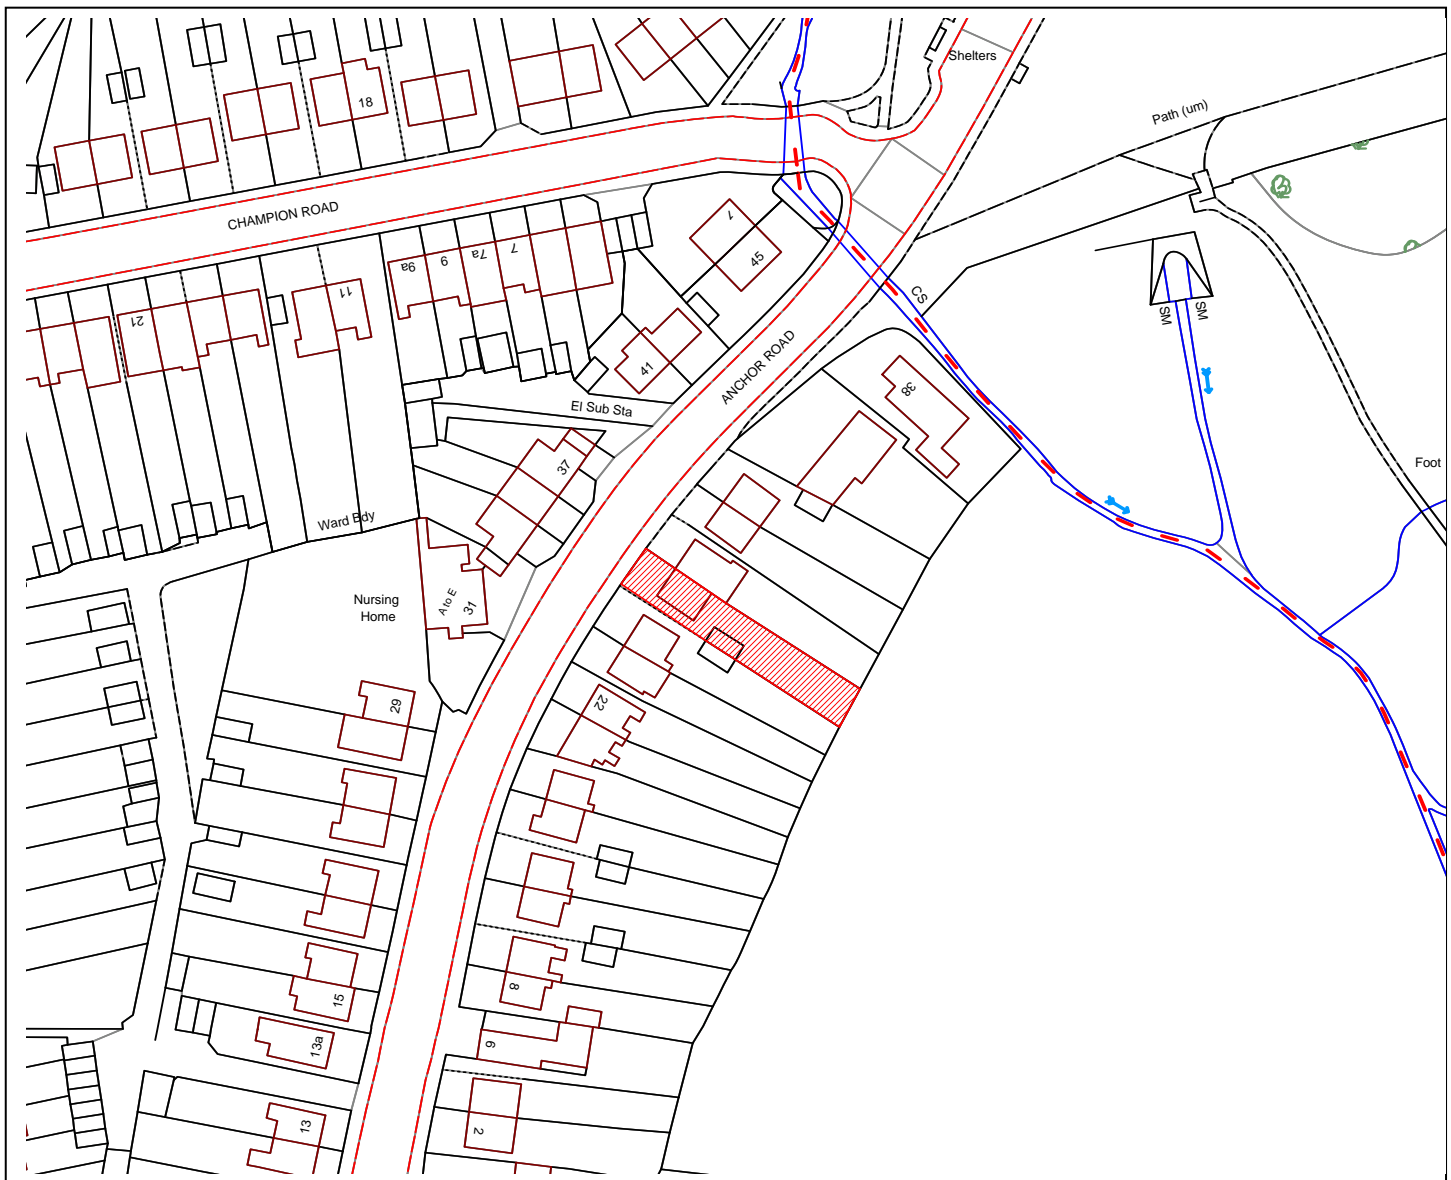 Shelters
18
Path (um)
CHAMPION ROAD
1
45
9a
9
7a
7
11
21
CS
SM
SM
41
ANCHOR ROAD
38
El Sub Sta
37
Foot
Ward Bdy
Nursing
Home
A to E
31
29
22
15
8
13a
6
13
2